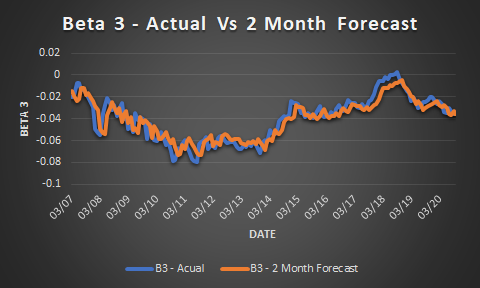 Beta 3 - Actual Vs 2 Month Forecast
0.02
0
-0.02
-0.04
-0.06
-0.08
-0.1
BETA 3
03/07 03/08 03/09 03/10 03/11 03/12 03/13 03/14 03/15 03/16 03/17 03/18 03/19 03/20
DATE
B3 - Acual B3 - 2 Month Forecast